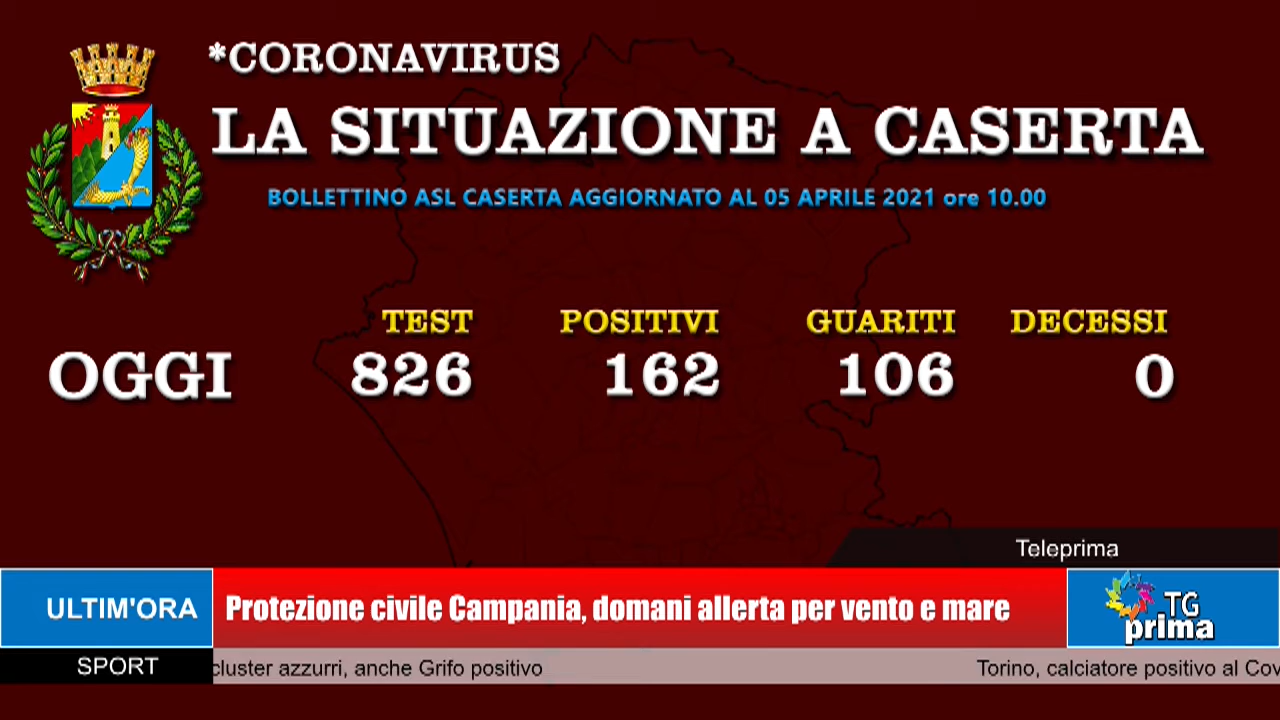 *CORONAVIRUS
LA SITUAZIONE A CASERTA
BOLLETTINO ASL CASERTA AGGIORNATO AL 05 APRILE 2021 ore 10.00
TEST POSITIVI GUARITI DECESSI
OGGI 826 162 106 0
Teleprima
ULTIM'ORA Protezione civile Campania, domani allerta per vento e mare TG prima
SPORT cluster azzurri, anche Grifo positivo Torino, calciatore positivo al Cov